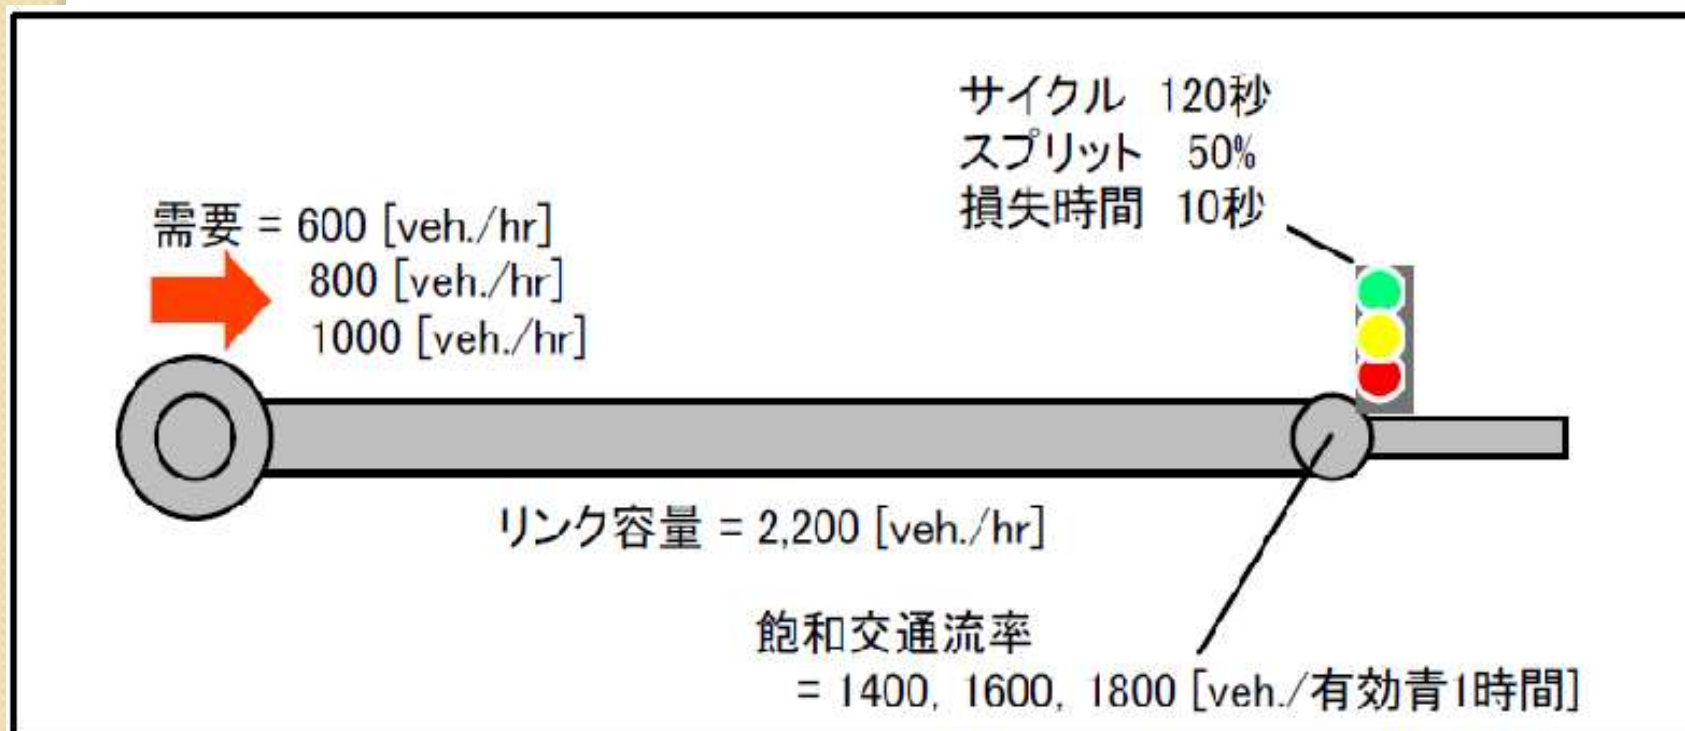 サイクル 120秒
スプリット 50%
損失時間 10秒
需要 = 600 [veh./hr]
800 [veh./hr]
1000 [veh./hr]
リンク容量 = 2,200 [veh./hr]
飽和交通流率
= 1400, 1600, 1800 [veh./有効青1時間]